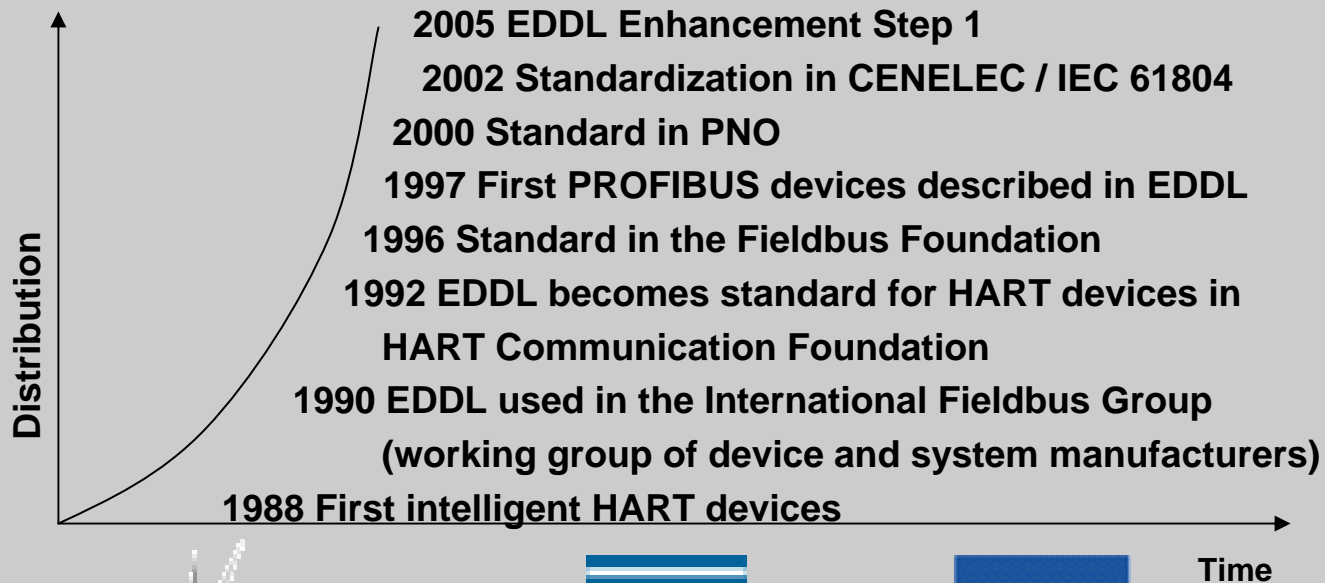 2005 EDDL Enhancement Step 1
2002 Standardization in CENELEC / IEC 61804
2000 Standard in PNO
1997 First PROFIBUS devices described in EDDL
1996 Standard in the Fieldbus Foundation
1992 EDDL becomes standard for HART devices in
HART Communication Foundation
1990 EDDL used in the International Fieldbus Group
(working group of device and system manufacturers)
1988 First intelligent HART devices
Distribution
Time